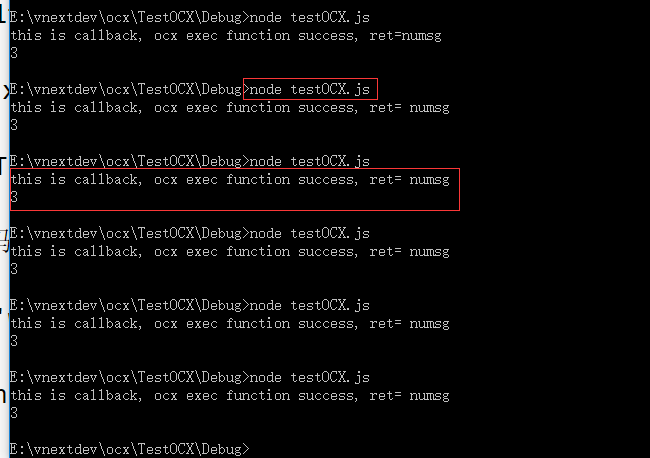 E:\vnextdev\ocx\TestOCX\Debug>node testOCX.js
this is callback, ocx exec function success, ret=numsg
3
E:\vnextdev\ocx\TestOCX\Debug>node testOCX.js
this is callback, ocx exec function success, ret= numsg
3
E:\vnextdev\ocx\TestOCX\Debug>node testOCX.js
this is callback, ocx exec function success, ret= numsg
3
E:\vnextdev\ocx\TestOCX\Debug>node testOCX.js
this is callback, ocx exec function success, ret= numsg
3
E:\vnextdev\ocx\TestOCX\Debug>node testOCX.js
this is callback, ocx exec function success, ret= numsg
3
E:\vnextdev\ocx\TestOCX\Debug>node testOCX.js
this is callback, ocx exec function success, ret= numsg
3
E:\vnextdev\ocx\TestOCX\Debug>